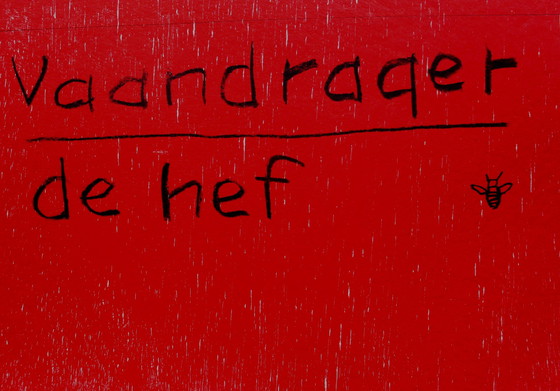 Vaandrager
de hef